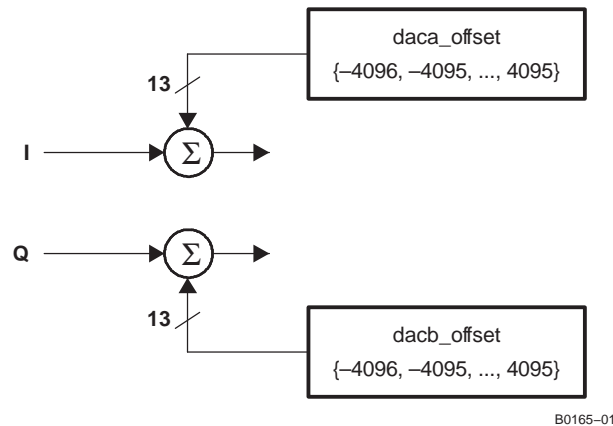 daca_offset
{–4096, –4095, ..., 4095}
13
I
Σ
Q
Σ
13
dacb_offset
{–4096, –4095, ..., 4095}
B0165–01